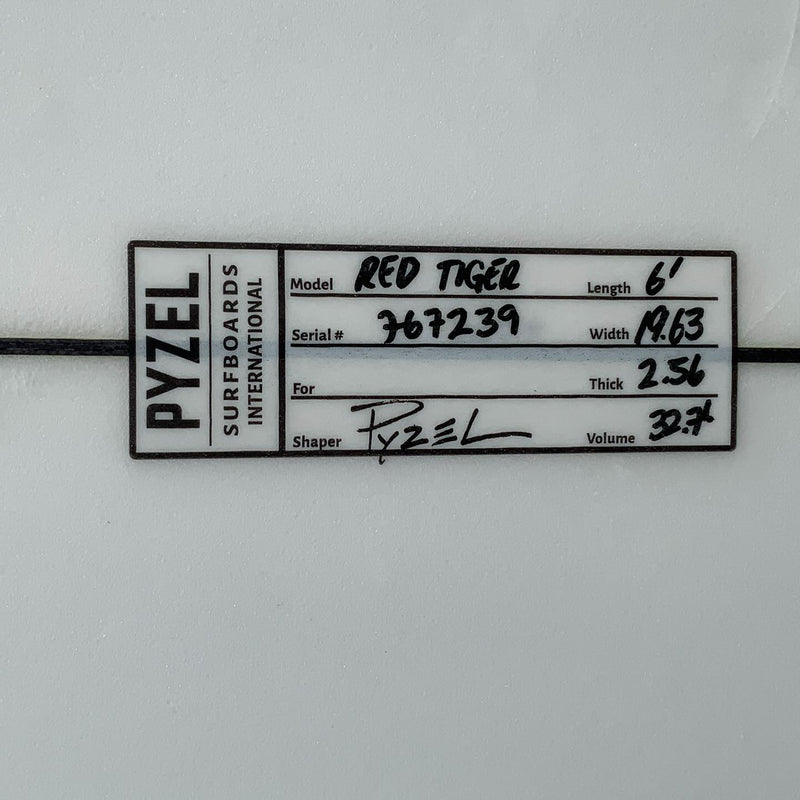 PYZEL
SURFBOARDS
INTERNATIONAL
Model RED TIGER Length 6'
Serial # 767239 Width 19.63
For Thick 2.56
Shaper PYZEL Volume 32.7L